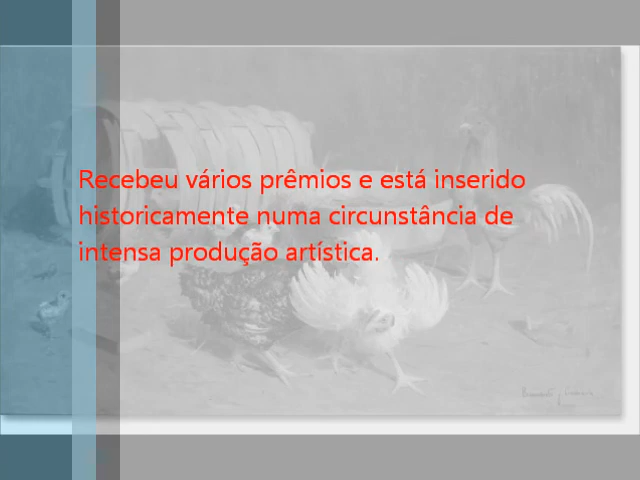 Recebeu vários prêmios e está inserido
historicamente numa circunstância de
intensa produção artística.